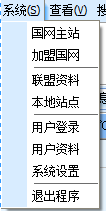 系统(S) 查看(V)
国网主站
加盟国网
联盟资料
本地站点
用户登录
用户资料
系统设置
退出程序